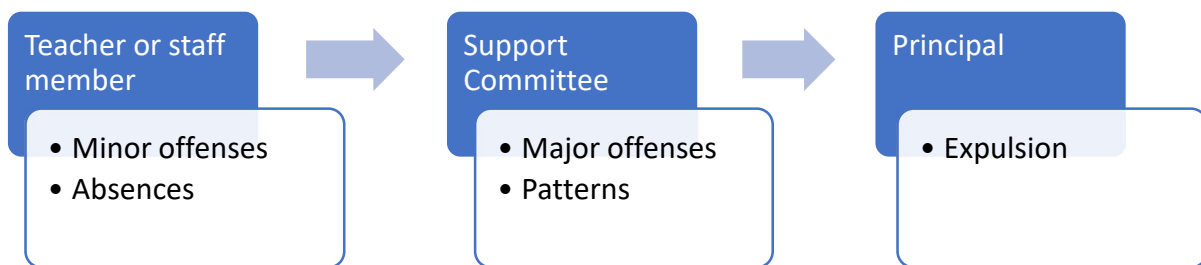 Teacher or staff
member
• Minor offenses
• Absences
Support
Committee
• Major offenses
• Patterns
Principal
• Expulsion